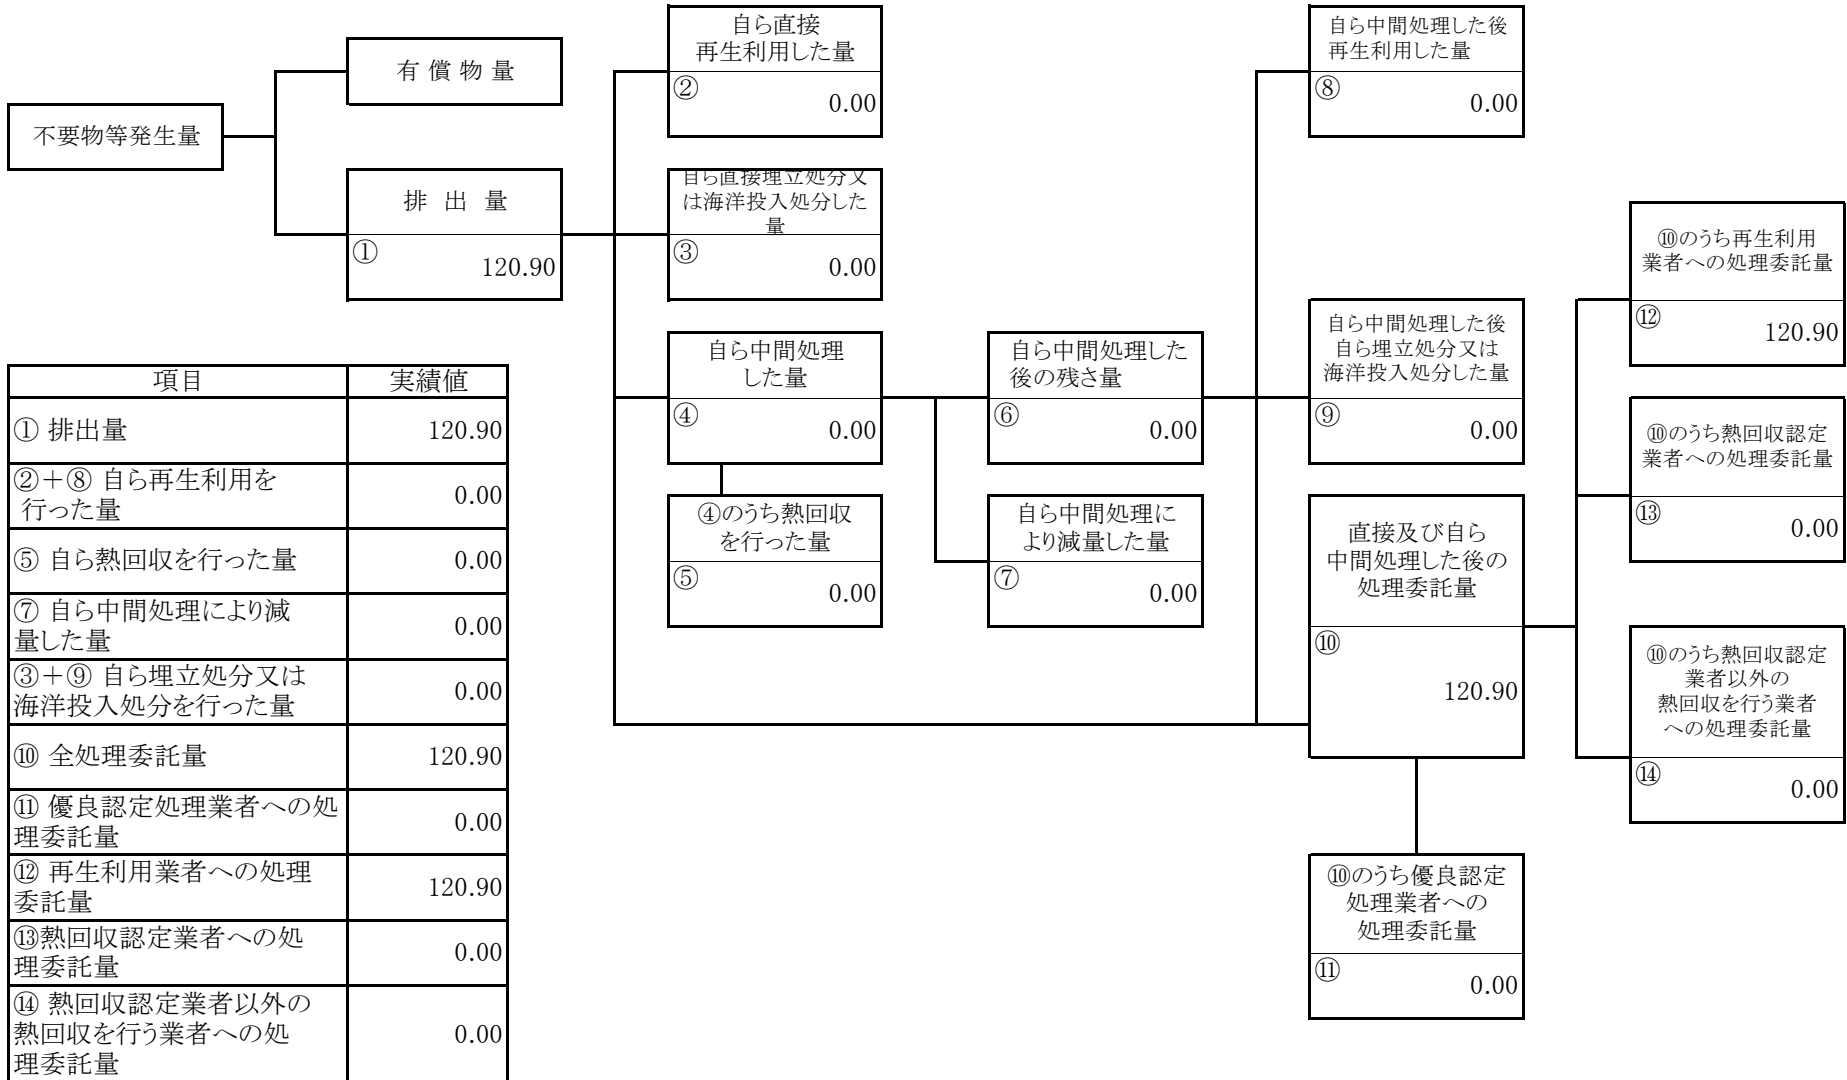 不要物等発生量
有 償 物 量
排 出 量
①
120.90
自ら直接
再生利用した量
②
0.00
自ら直接埋立処分又
は海洋投入処分した
量
③
0.00
自ら中間処理
した量
④
0.00
④のうち熱回収
を行った量
⑤
0.00
自ら中間処理した
後の残さ量
⑥
0.00
自ら中間処理に
より減量した量
⑦
0.00
自ら中間処理した後
再生利用した量
⑧
0.00
自ら中間処理した後
自ら埋立処分又は
海洋投入処分した量
⑨
0.00
直接及び自ら
中間処理した後の
処理委託量
⑩
120.90
⑩のうち優良認定
処理業者への
処理委託量
⑪
0.00
⑩のうち再生利用
業者への処理委託量
⑫
120.90
⑩のうち熱回収認定
業者への処理委託量
⑬
0.00
⑩のうち熱回収認定
業者以外の
熱回収を行う業者
への処理委託量
⑭
0.00
項目 実績値
① 排出量 120.90
②＋⑧ 自ら再生利用を
行った量 0.00
⑤ 自ら熱回収を行った量 0.00
⑦ 自ら中間処理により減
量した量 0.00
③＋⑨ 自ら埋立処分又は
海洋投入処分を行った量 0.00
⑩ 全処理委託量 120.90
⑪ 優良認定処理業者への処
理委託量 0.00
⑫ 再生利用業者への処理
委託量 120.90
⑬熱回収認定業者への処
理委託量 0.00
⑭ 熱回収認定業者以外の
熱回収を行う業者への処
理委託量 0.00